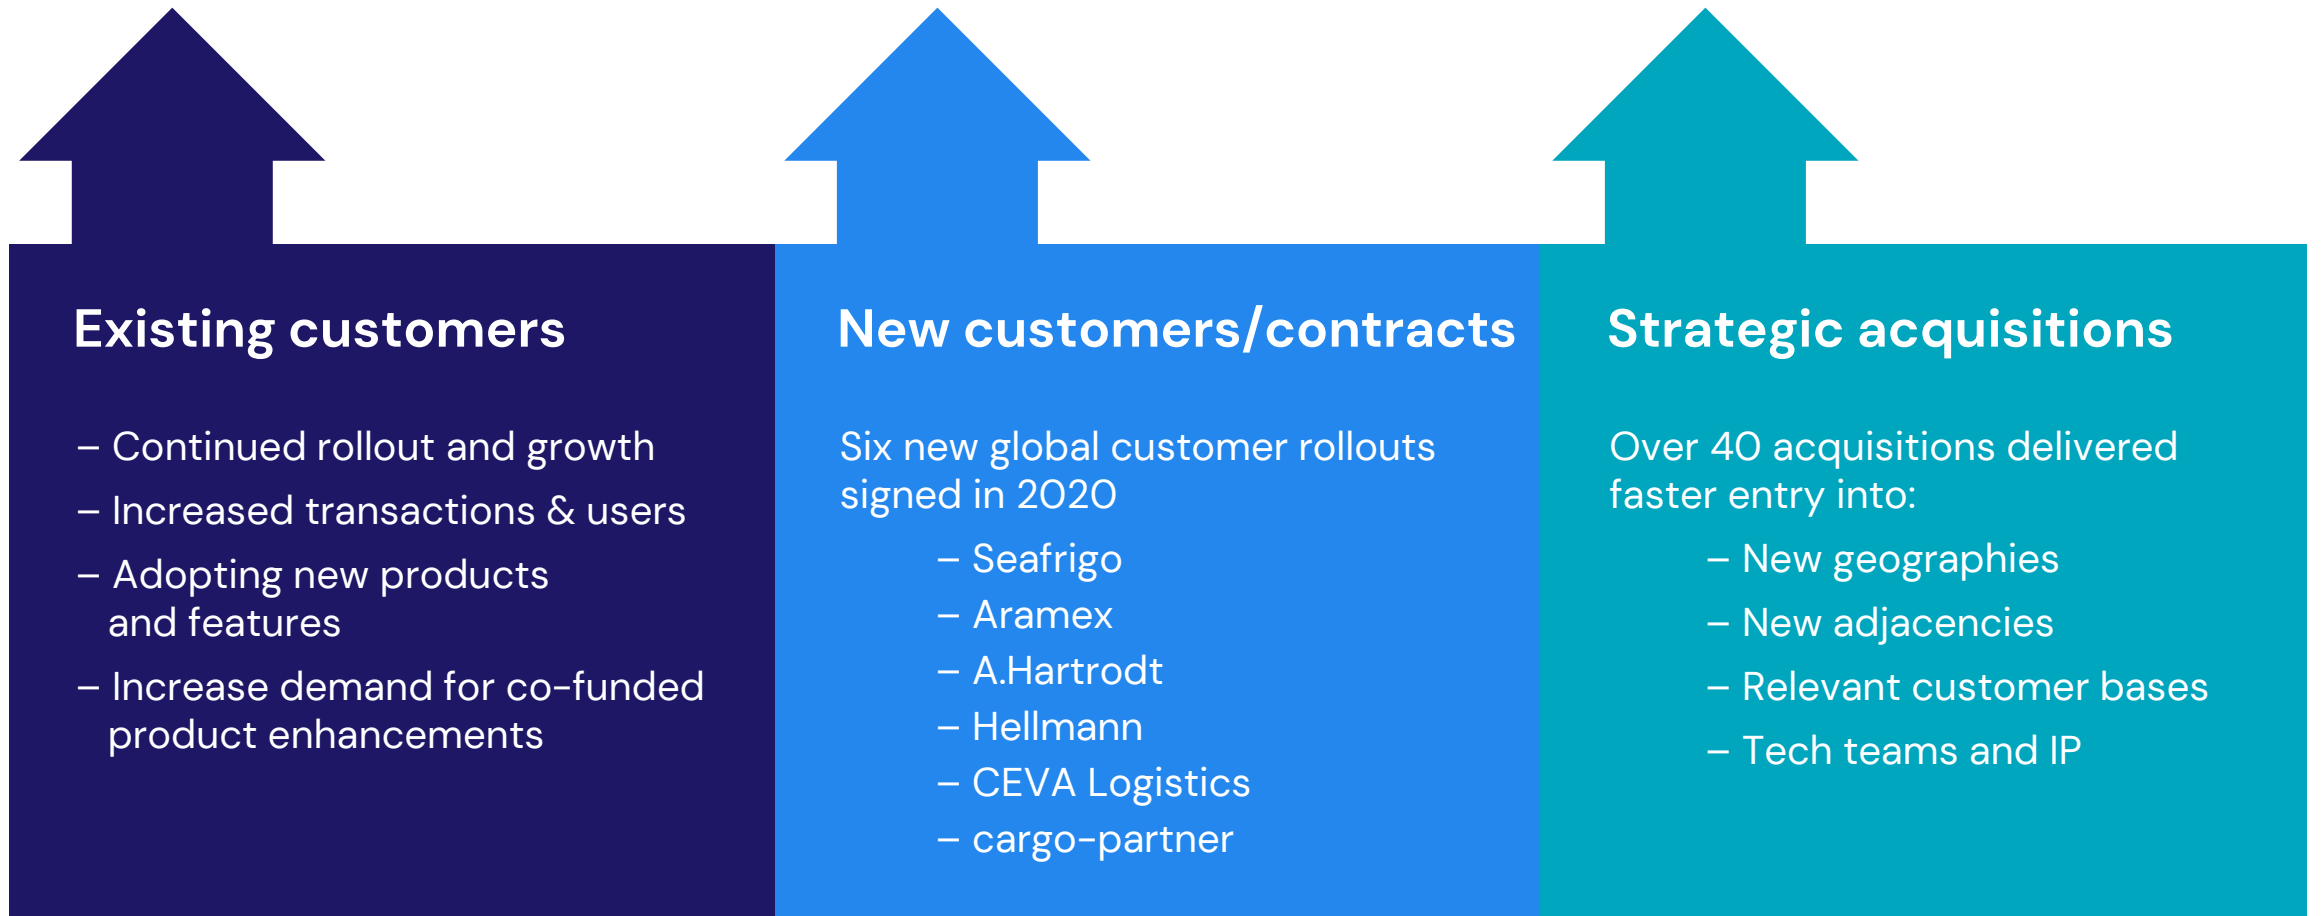 Existing customers
– Continued rollout and growth
– Increased transactions & users
– Adopting new products
and features
– Increase demand for co-funded
product enhancements
New customers/contracts
Six new global customer rollouts
signed in 2020
– Seafrigo
– Aramex
– A.Hartrodt
– Hellmann
– CEVA Logistics
– cargo-partner
Strategic acquisitions
Over 40 acquisitions delivered
faster entry into:
– New geographies
– New adjacencies
– Relevant customer bases
– Tech teams and IP